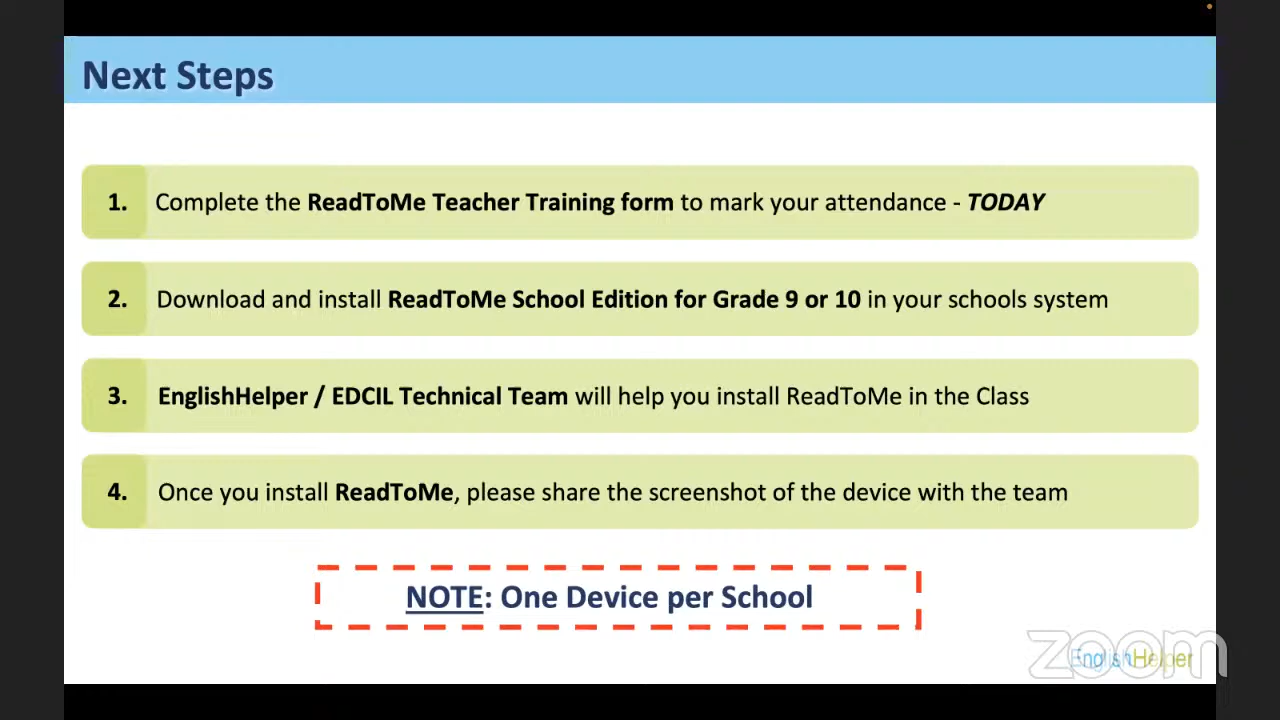 Next Steps
1. Complete the ReadToMe Teacher Training form to mark your attendance - TODAY
2. Download and install ReadToMe School Edition for Grade 9 or 10 in your schools system
3. EnglishHelper / EDCIL Technical Team will help you install ReadToMe in the Class
4. Once you install ReadToMe, please share the screenshot of the device with the team
NOTE: One Device per School
zoom
EnglishHelper